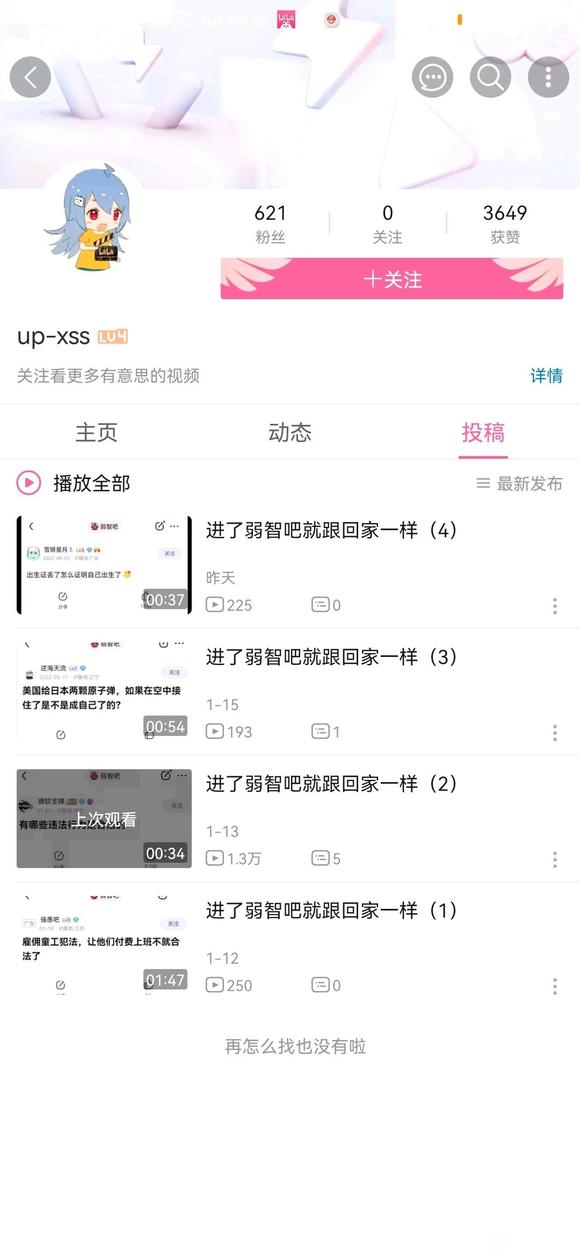 48.4K/s
621
0
3649
粉丝
关注
获赞
十关注
up-xss LV4
关注看更多有意思的视频
详情
主页
动态
投稿
播放全部
最新发布
弱智吧
雪银星月
关注
出生证丢了怎么证明自己出生了
分享
00:37
进了弱智吧就跟回家一样（4）
昨天
225
0
弱智吧
逆海天流
关注
美国给日本两颗原子弹，如果在空中接
住了是不是成自己了的？
00:54
进了弱智吧就跟回家一样（3）
1-15
193
1
弱智吧
德钦主锦
关注
有哪些违法行
上次观看
00:34
进了弱智吧就跟回家一样（2）
1-13
1.3万
5
弱智吧
强愚吧
关注
雇佣童工犯法，让他们付费上班不就合
法了
01:47
进了弱智吧就跟回家一样（1）
1-12
250
0
再怎么找也没有啦